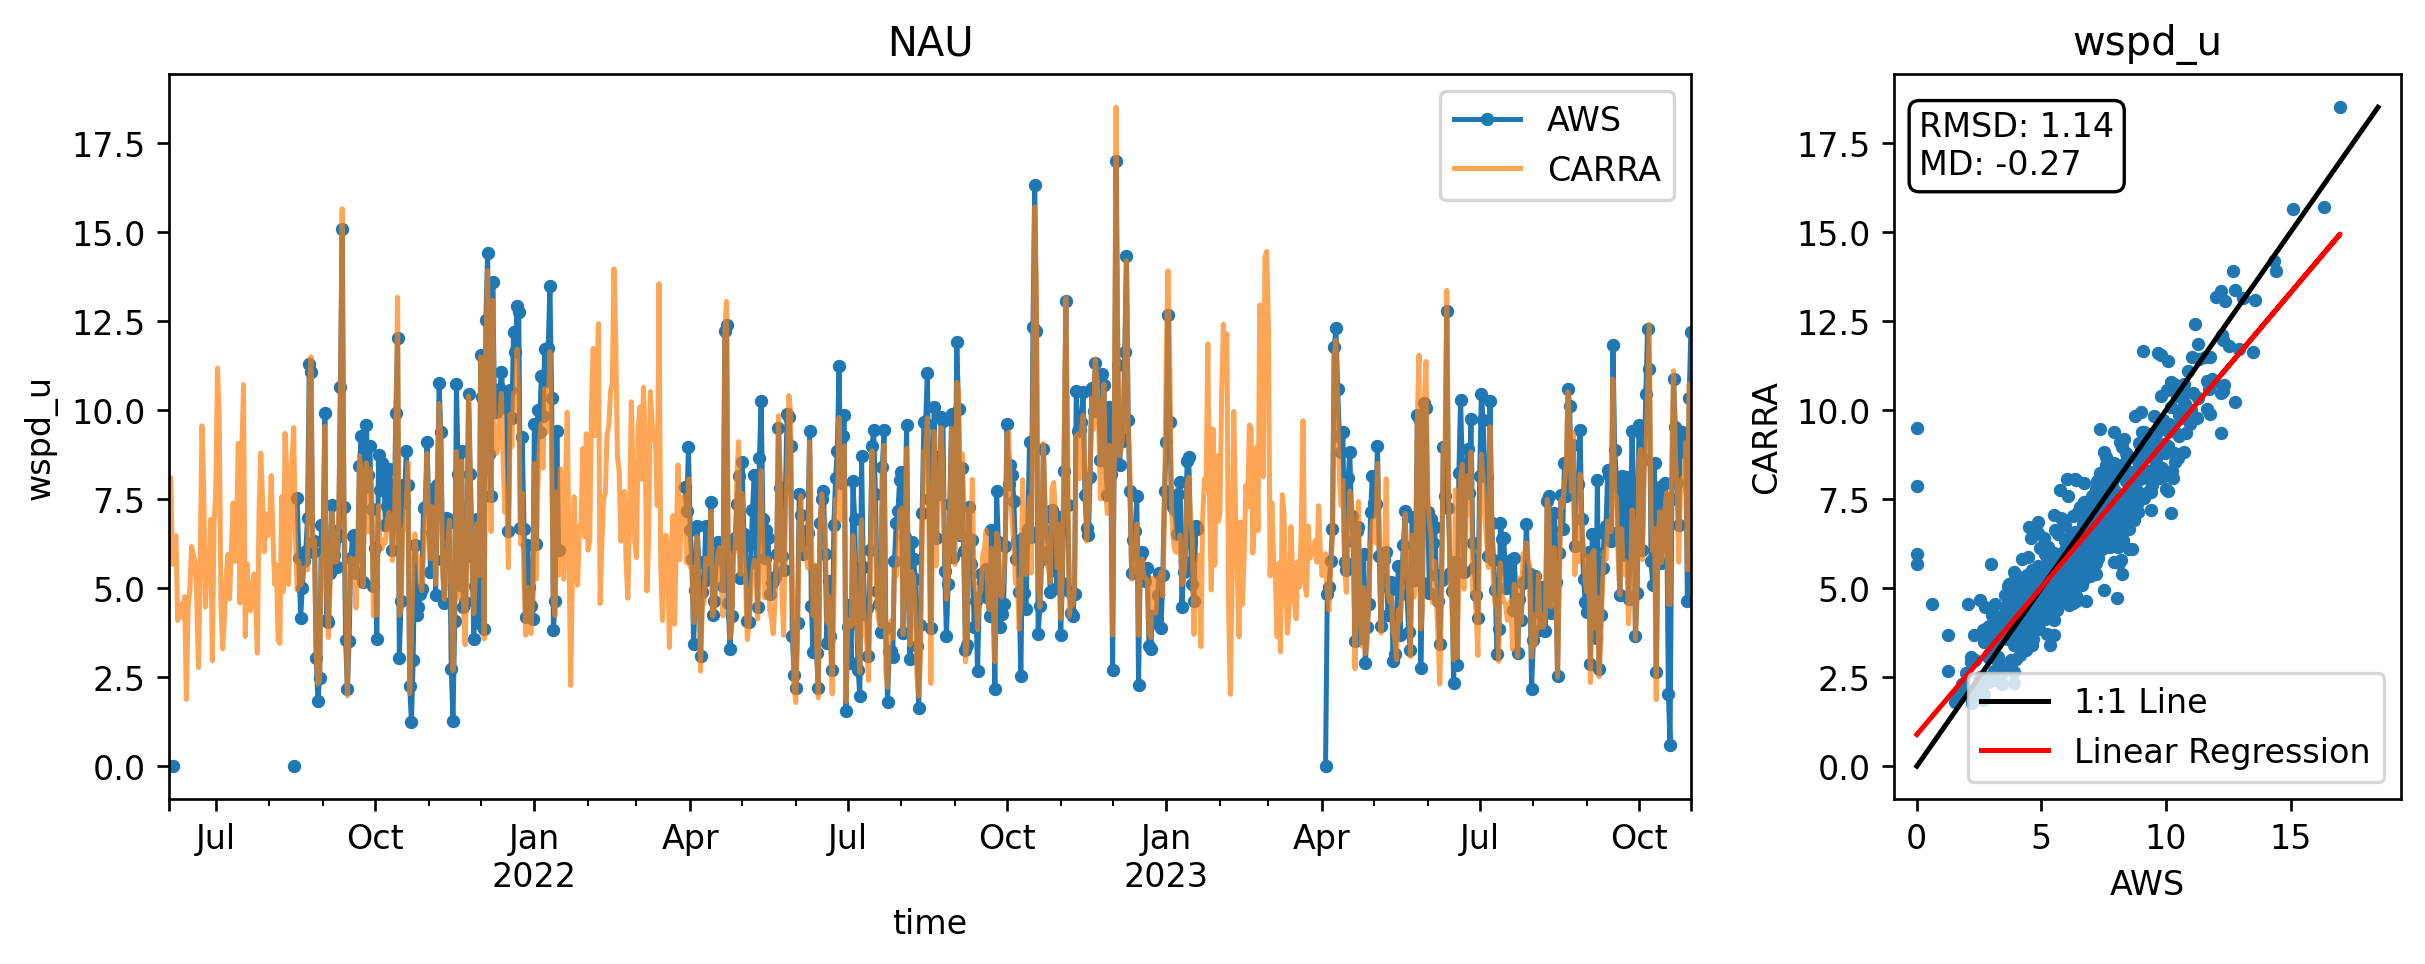 NAU
wspd_u
17.5
15.0
12.5
10.0
7.5
5.0
2.5
0.0
AWS
CARRA
Jul
Oct
Jan
2022
Apr
Jul
Oct
Jan
2023
Apr
Jul
Oct
time
wspd_u
CARRA
17.5
15.0
12.5
10.0
7.5
5.0
2.5
0.0
RMSD: 1.14
MD: -0.27
1:1 Line
Linear Regression
0
5
10
15
AWS